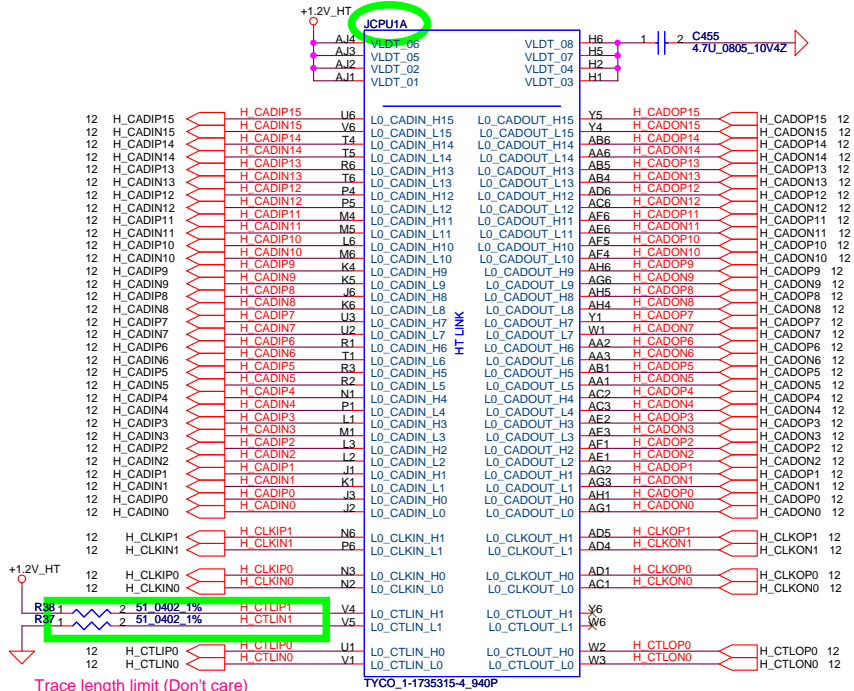 +1.2V_HT JCPU1A
AJ4 VLDT_06 VLDT_08 H6 1 2 C455
AJ3 VLDT_05 VLDT_07 H5 4.7U_0805_10V4Z
AJ2 VLDT_02 VLDT_04 H2
AJ1 VLDT_01 VLDT_03 H1
12 H_CADIP15 H_CADIP15 U6 L0_CADIN_H15 L0_CADOUT_H15 Y5 H_CADOP15 H_CADOP15 12
12 H_CADIN15 H_CADIN15 V6 L0_CADIN_L15 L0_CADOUT_L15 Y4 H_CADON15 H_CADON15 12
12 H_CADIP14 H_CADIP14 T4 L0_CADIN_H14 L0_CADOUT_H14 AB6 H_CADOP14 H_CADOP14 12
12 H_CADIN14 H_CADIN14 T5 L0_CADIN_L14 L0_CADOUT_L14 AA6 H_CADON14 H_CADON14 12
12 H_CADIP13 H_CADIP13 R6 L0_CADIN_H13 L0_CADOUT_H13 AB5 H_CADOP13 H_CADOP13 12
12 H_CADIN13 H_CADIN13 T6 L0_CADIN_L13 L0_CADOUT_L13 AB4 H_CADON13 H_CADON13 12
12 H_CADIP12 H_CADIP12 P4 L0_CADIN_H12 L0_CADOUT_H12 AD6 H_CADOP12 H_CADOP12 12
12 H_CADIN12 H_CADIN12 P5 L0_CADIN_L12 L0_CADOUT_L12 AC6 H_CADON12 H_CADON12 12
12 H_CADIP11 H_CADIP11 M4 L0_CADIN_H11 L0_CADOUT_H11 AF6 H_CADOP11 H_CADOP11 12
12 H_CADIN11 H_CADIN11 M5 L0_CADIN_L11 L0_CADOUT_L11 AE6 H_CADON11 H_CADON11 12
12 H_CADIP10 H_CADIP10 L6 L0_CADIN_H10 L0_CADOUT_H10 AF5 H_CADOP10 H_CADOP10 12
12 H_CADIN10 H_CADIN10 M6 L0_CADIN_L10 L0_CADOUT_L10 AF4 H_CADON10 H_CADON10 12
12 H_CADIP9 H_CADIP9 K4 L0_CADIN_H9 L0_CADOUT_H9 AH6 H_CADOP9 H_CADOP9 12
12 H_CADIN9 H_CADIN9 K5 L0_CADIN_L9 L0_CADOUT_L9 AG6 H_CADON9 H_CADON9 12
12 H_CADIP8 H_CADIP8 J6 L0_CADIN_H8 L0_CADOUT_H8 AH5 H_CADOP8 H_CADOP8 12
12 H_CADIN8 H_CADIN8 K6 L0_CADIN_L8 L0_CADOUT_L8 AH4 H_CADON8 H_CADON8 12
12 H_CADIP7 H_CADIP7 U3 L0_CADIN_H7 HT LINK L0_CADOUT_H7 Y1 H_CADOP7 H_CADOP7 12
12 H_CADIN7 H_CADIN7 U2 L0_CADIN_L7 L0_CADOUT_L7 W1 H_CADON7 H_CADON7 12
12 H_CADIP6 H_CADIP6 R1 L0_CADIN_H6 L0_CADOUT_H6 AA2 H_CADOP6 H_CADOP6 12
12 H_CADIN6 H_CADIN6 T1 L0_CADIN_L6 L0_CADOUT_L6 AA3 H_CADON6 H_CADON6 12
12 H_CADIP5 H_CADIP5 R3 L0_CADIN_H5 L0_CADOUT_H5 AB1 H_CADOP5 H_CADOP5 12
12 H_CADIN5 H_CADIN5 R2 L0_CADIN_L5 L0_CADOUT_L5 AA1 H_CADON5 H_CADON5 12
12 H_CADIP4 H_CADIP4 N1 L0_CADIN_H4 L0_CADOUT_H4 AC2 H_CADOP4 H_CADOP4 12
12 H_CADIN4 H_CADIN4 P1 L0_CADIN_L4 L0_CADOUT_L4 AC3 H_CADON4 H_CADON4 12
12 H_CADIP3 H_CADIP3 L1 L0_CADIN_H3 L0_CADOUT_H3 AE2 H_CADOP3 H_CADOP3 12
12 H_CADIN3 H_CADIN3 M1 L0_CADIN_L3 L0_CADOUT_L3 AE3 H_CADON3 H_CADON3 12
12 H_CADIP2 H_CADIP2 L3 L0_CADIN_H2 L0_CADOUT_H2 AF1 H_CADOP2 H_CADOP2 12
12 H_CADIN2 H_CADIN2 L2 L0_CADIN_L2 L0_CADOUT_L2 AE1 H_CADON2 H_CADON2 12
12 H_CADIP1 H_CADIP1 J1 L0_CADIN_H1 L0_CADOUT_H1 AG2 H_CADOP1 H_CADOP1 12
12 H_CADIN1 H_CADIN1 K1 L0_CADIN_L1 L0_CADOUT_L1 AG3 H_CADON1 H_CADON1 12
12 H_CADIP0 H_CADIP0 J3 L0_CADIN_H0 L0_CADOUT_H0 AH1 H_CADOP0 H_CADOP0 12
12 H_CADIN0 H_CADIN0 J2 L0_CADIN_L0 L0_CADOUT_L0 AG1 H_CADON0 H_CADON0 12
12 H_CLKIP1 H_CLKIP1 N6 L0_CLKIN_H1 L0_CLKOUT_H1 AD5 H_CLKOP1 H_CLKOP1 12
12 H_CLKIN1 H_CLKIN1 P6 L0_CLKIN_L1 L0_CLKOUT_L1 AD4 H_CLKON1 H_CLKON1 12
+1.2V_HT
12 H_CLKIP0 H_CLKIP0 N3 L0_CLKIN_H0 L0_CLKOUT_H0 AD1 H_CLKOP0 H_CLKOP0 12
12 H_CLKIN0 H_CLKIN0 N2 L0_CLKIN_L0 L0_CLKOUT_L0 AC1 H_CLKON0 H_CLKON0 12
R38 1 2 51_0402_1% H_CTLIP1 V4 L0_CTLIN_H1 L0_CTLOUT_H1 Y6
R37 1 2 51_0402_1% H_CTLIN1 V5 L0_CTLIN_L1 L0_CTLOUT_L1 W6
12 H_CTLIP0 H_CTLIP0 U1 L0_CTLIN_H0 L0_CTLOUT_H0 W2 H_CTLOP0 H_CTLOP0 12
12 H_CTLIN0 H_CTLIN0 V1 L0_CTLIN_L0 L0_CTLOUT_L0 W3 H_CTLON0 H_CTLON0 12
Trace length limit (Don't care) TYCO_1-1735315-4_940P